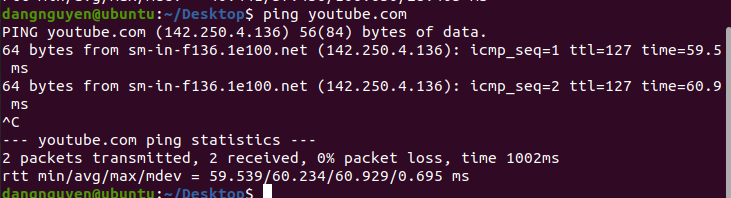 dangnguyen@ubuntu:~/Desktop$ ping youtube.com
PING youtube.com (142.250.4.136) 56(84) bytes of data.
64 bytes from sm-in-f136.1e100.net (142.250.4.136): icmp_seq=1 ttl=127 time=59.5
 ms
64 bytes from sm-in-f136.1e100.net (142.250.4.136): icmp_seq=2 ttl=127 time=60.9
 ms
^C
--- youtube.com ping statistics ---
2 packets transmitted, 2 received, 0% packet loss, time 1002ms
rtt min/avg/max/mdev = 59.539/60.234/60.929/0.695 ms
dangnguyen@ubuntu:~/Desktop$